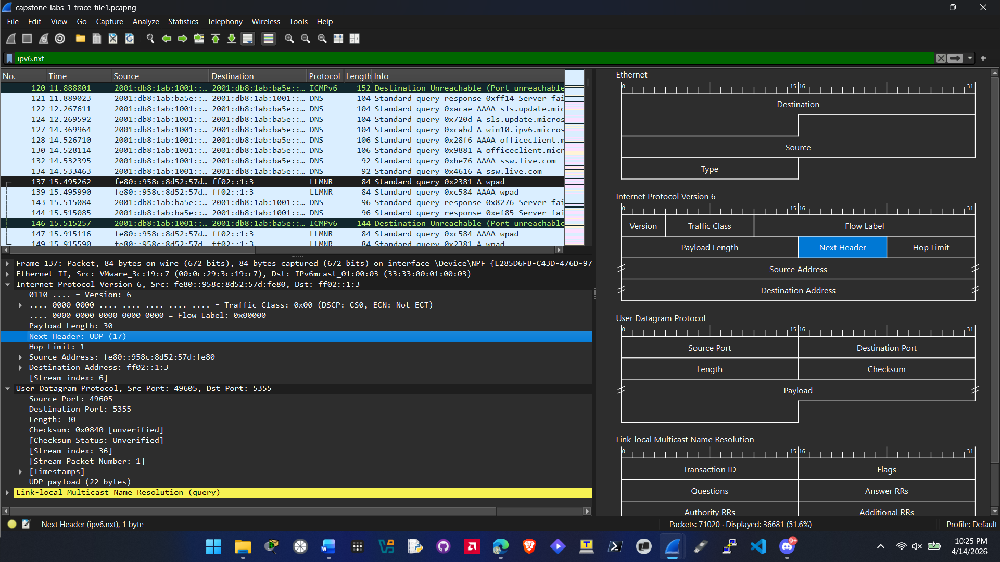 capstone-labs-1-trace-file1.pcapng
File Edit View Go Capture Analyze Statistics Telephony Wireless Tools Help
ipv6.nxt
No. Time Source Destination Protocol Length Info
120 11.888801 2001:db8:1ab:1001::… 2001:db8:1ab:ba5e::… ICMPv6 152 Destination Unreachable (Port unreachable
121 11.889023 2001:db8:1ab:ba5e::… 2001:db8:1ab:1001::… DNS 104 Standard query response 0xff14 Server fai
122 12.267611 2001:db8:1ab:1001::… 2001:db8:1ab:ba5e::… DNS 104 Standard query 0xacae AAAA sls.update.mic
124 12.269592 2001:db8:1ab:1001::… 2001:db8:1ab:ba5e::… DNS 104 Standard query 0x720d A sls.update.micros
127 14.369964 2001:db8:1ab:1001::… 2001:db8:1ab:ba5e::… DNS 104 Standard query 0xcabd A win10.ipv6.micros
128 14.526710 2001:db8:1ab:1001::… 2001:db8:1ab:ba5e::… DNS 106 Standard query 0x28f6 AAAA officeclient.m
130 14.528114 2001:db8:1ab:1001::… 2001:db8:1ab:ba5e::… DNS 106 Standard query 0x9881 A officeclient.micr
132 14.532395 2001:db8:1ab:1001::… 2001:db8:1ab:ba5e::… DNS 92 Standard query 0xbe76 AAAA ssw.live.com
134 14.533463 2001:db8:1ab:1001::… 2001:db8:1ab:ba5e::… DNS 92 Standard query 0x4616 A ssw.live.com
137 15.495262 fe80::958c:8d52:57d… ff02::1:3 LLMNR 84 Standard query 0x2381 A wpad
139 15.495990 fe80::958c:8d52:57d… ff02::1:3 LLMNR 84 Standard query 0xc584 AAAA wpad
143 15.515084 2001:db8:1ab:ba5e::… 2001:db8:1ab:1001::… DNS 96 Standard query response 0x8276 Server fai
144 15.515085 2001:db8:1ab:ba5e::… 2001:db8:1ab:1001::… DNS 96 Standard query response 0xef85 Server fai
146 15.515257 2001:db8:1ab:1001::… 2001:db8:1ab:ba5e::… ICMPv6 144 Destination Unreachable (Port unreachable
147 15.915116 fe80::958c:8d52:57d… ff02::1:3 LLMNR 84 Standard query 0xc584 AAAA wpad
149 15.915590 fe80::958c:8d52:57d ff02::1:3 LLMNR 84 Standard query 0x2381 A wpad
Frame 137: Packet, 84 bytes on wire (672 bits), 84 bytes captured (672 bits) on interface \Device\NPF_{E285D6FB-C43D-476D-97
Ethernet II, Src: VMware_3c:19:c7 (00:0c:29:3c:19:c7), Dst: IPv6mcast_01:00:03 (33:33:00:01:00:03)
Internet Protocol Version 6, Src: fe80::958c:8d52:57d:fe80, Dst: ff02::1:3
0110 .... = Version: 6
.... 0000 0000 .... .... .... .... .... = Traffic Class: 0x00 (DSCP: CS0, ECN: Not-ECT)
.... 0000 0000 0000 0000 0000 = Flow Label: 0x00000
Payload Length: 30
Next Header: UDP (17)
Hop Limit: 1
Source Address: fe80::958c:8d52:57d:fe80
Destination Address: ff02::1:3
[Stream index: 6]
User Datagram Protocol, Src Port: 49605, Dst Port: 5355
Source Port: 49605
Destination Port: 5355
Length: 30
Checksum: 0x0840 [unverified]
[Checksum Status: Unverified]
[Stream index: 36]
[Stream Packet Number: 1]
[Timestamps]
UDP payload (22 bytes)
Link-local Multicast Name Resolution (query)
Ethernet
0 15 16 31
Destination
Source
Type
Internet Protocol Version 6
0 15 16 31
Version Traffic Class Flow Label
Payload Length Next Header Hop Limit
Source Address
Destination Address
User Datagram Protocol
0 15 16 31
Source Port Destination Port
Length Checksum
Payload
Link-local Multicast Name Resolution
0 15 16 31
Transaction ID Flags
Questions Answer RRs
Authority RRs Additional RRs
Next Header (ipv6.nxt), 1 byte
Packets: 71020 · Displayed: 36681 (51.6%)
Profile: Default
9+
10:25 PM
4/14/2026